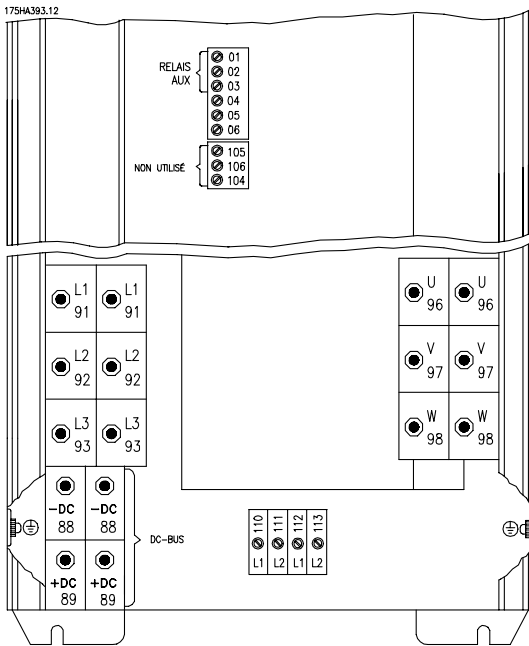 175HA393.12
RELAIS
AUX
01
02
03
04
05
06
NON UTILISÉ
105
106
104
L1
91
L1
91
L2
92
L2
92
L3
93
L3
93
U
96
U
96
V
97
V
97
W
98
W
98
-DC
88
-DC
88
+DC
89
+DC
89
DC-BUS
110
111
112
113
L1
L2
L1
L2